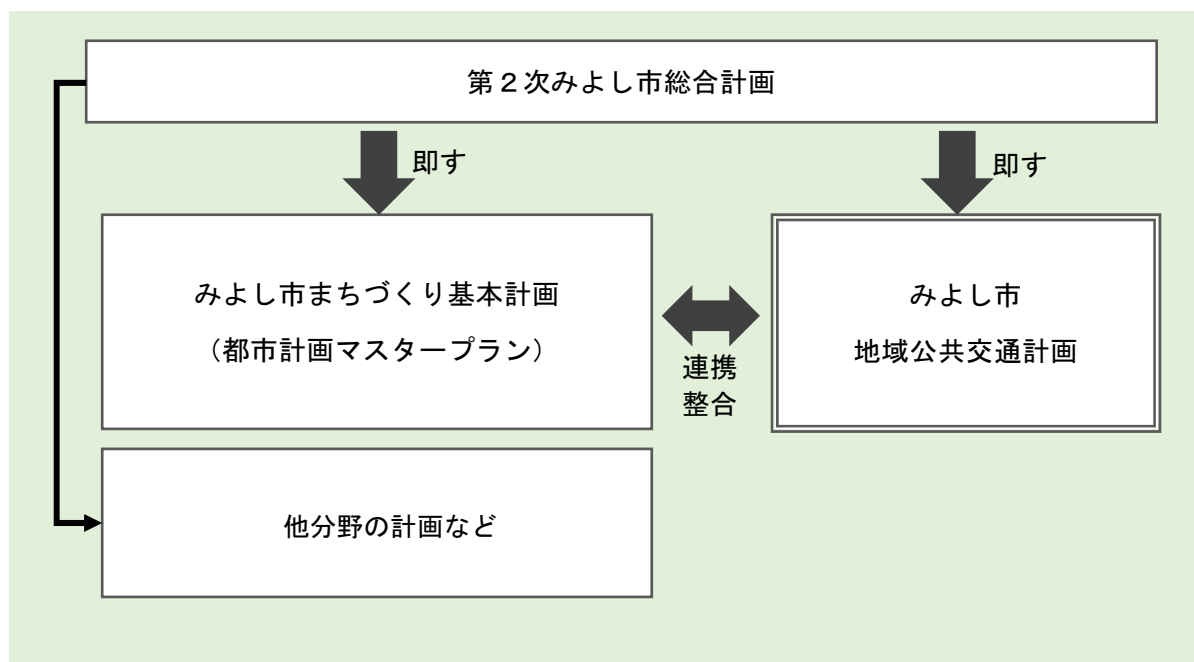 第２次みよし市総合計画
即す
即す
みよし市まちづくり基本計画
（都市計画マスタープラン）
連携
整合
みよし市
地域公共交通計画
他分野の計画など